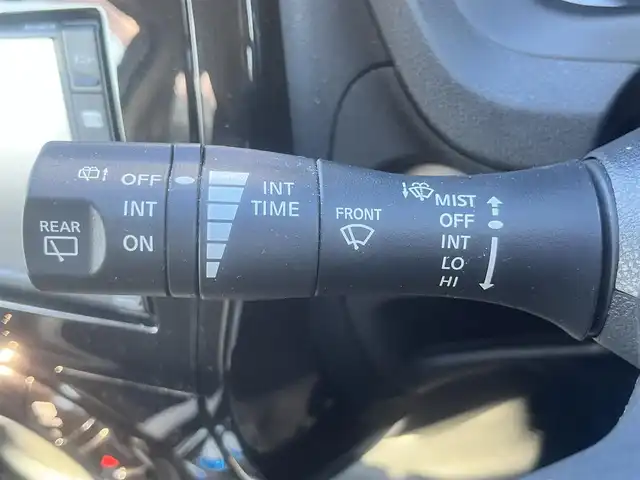 REAR
OFF
INT
ON
INT
TIME
FRONT
MIST
OFF
INT
LO
HI